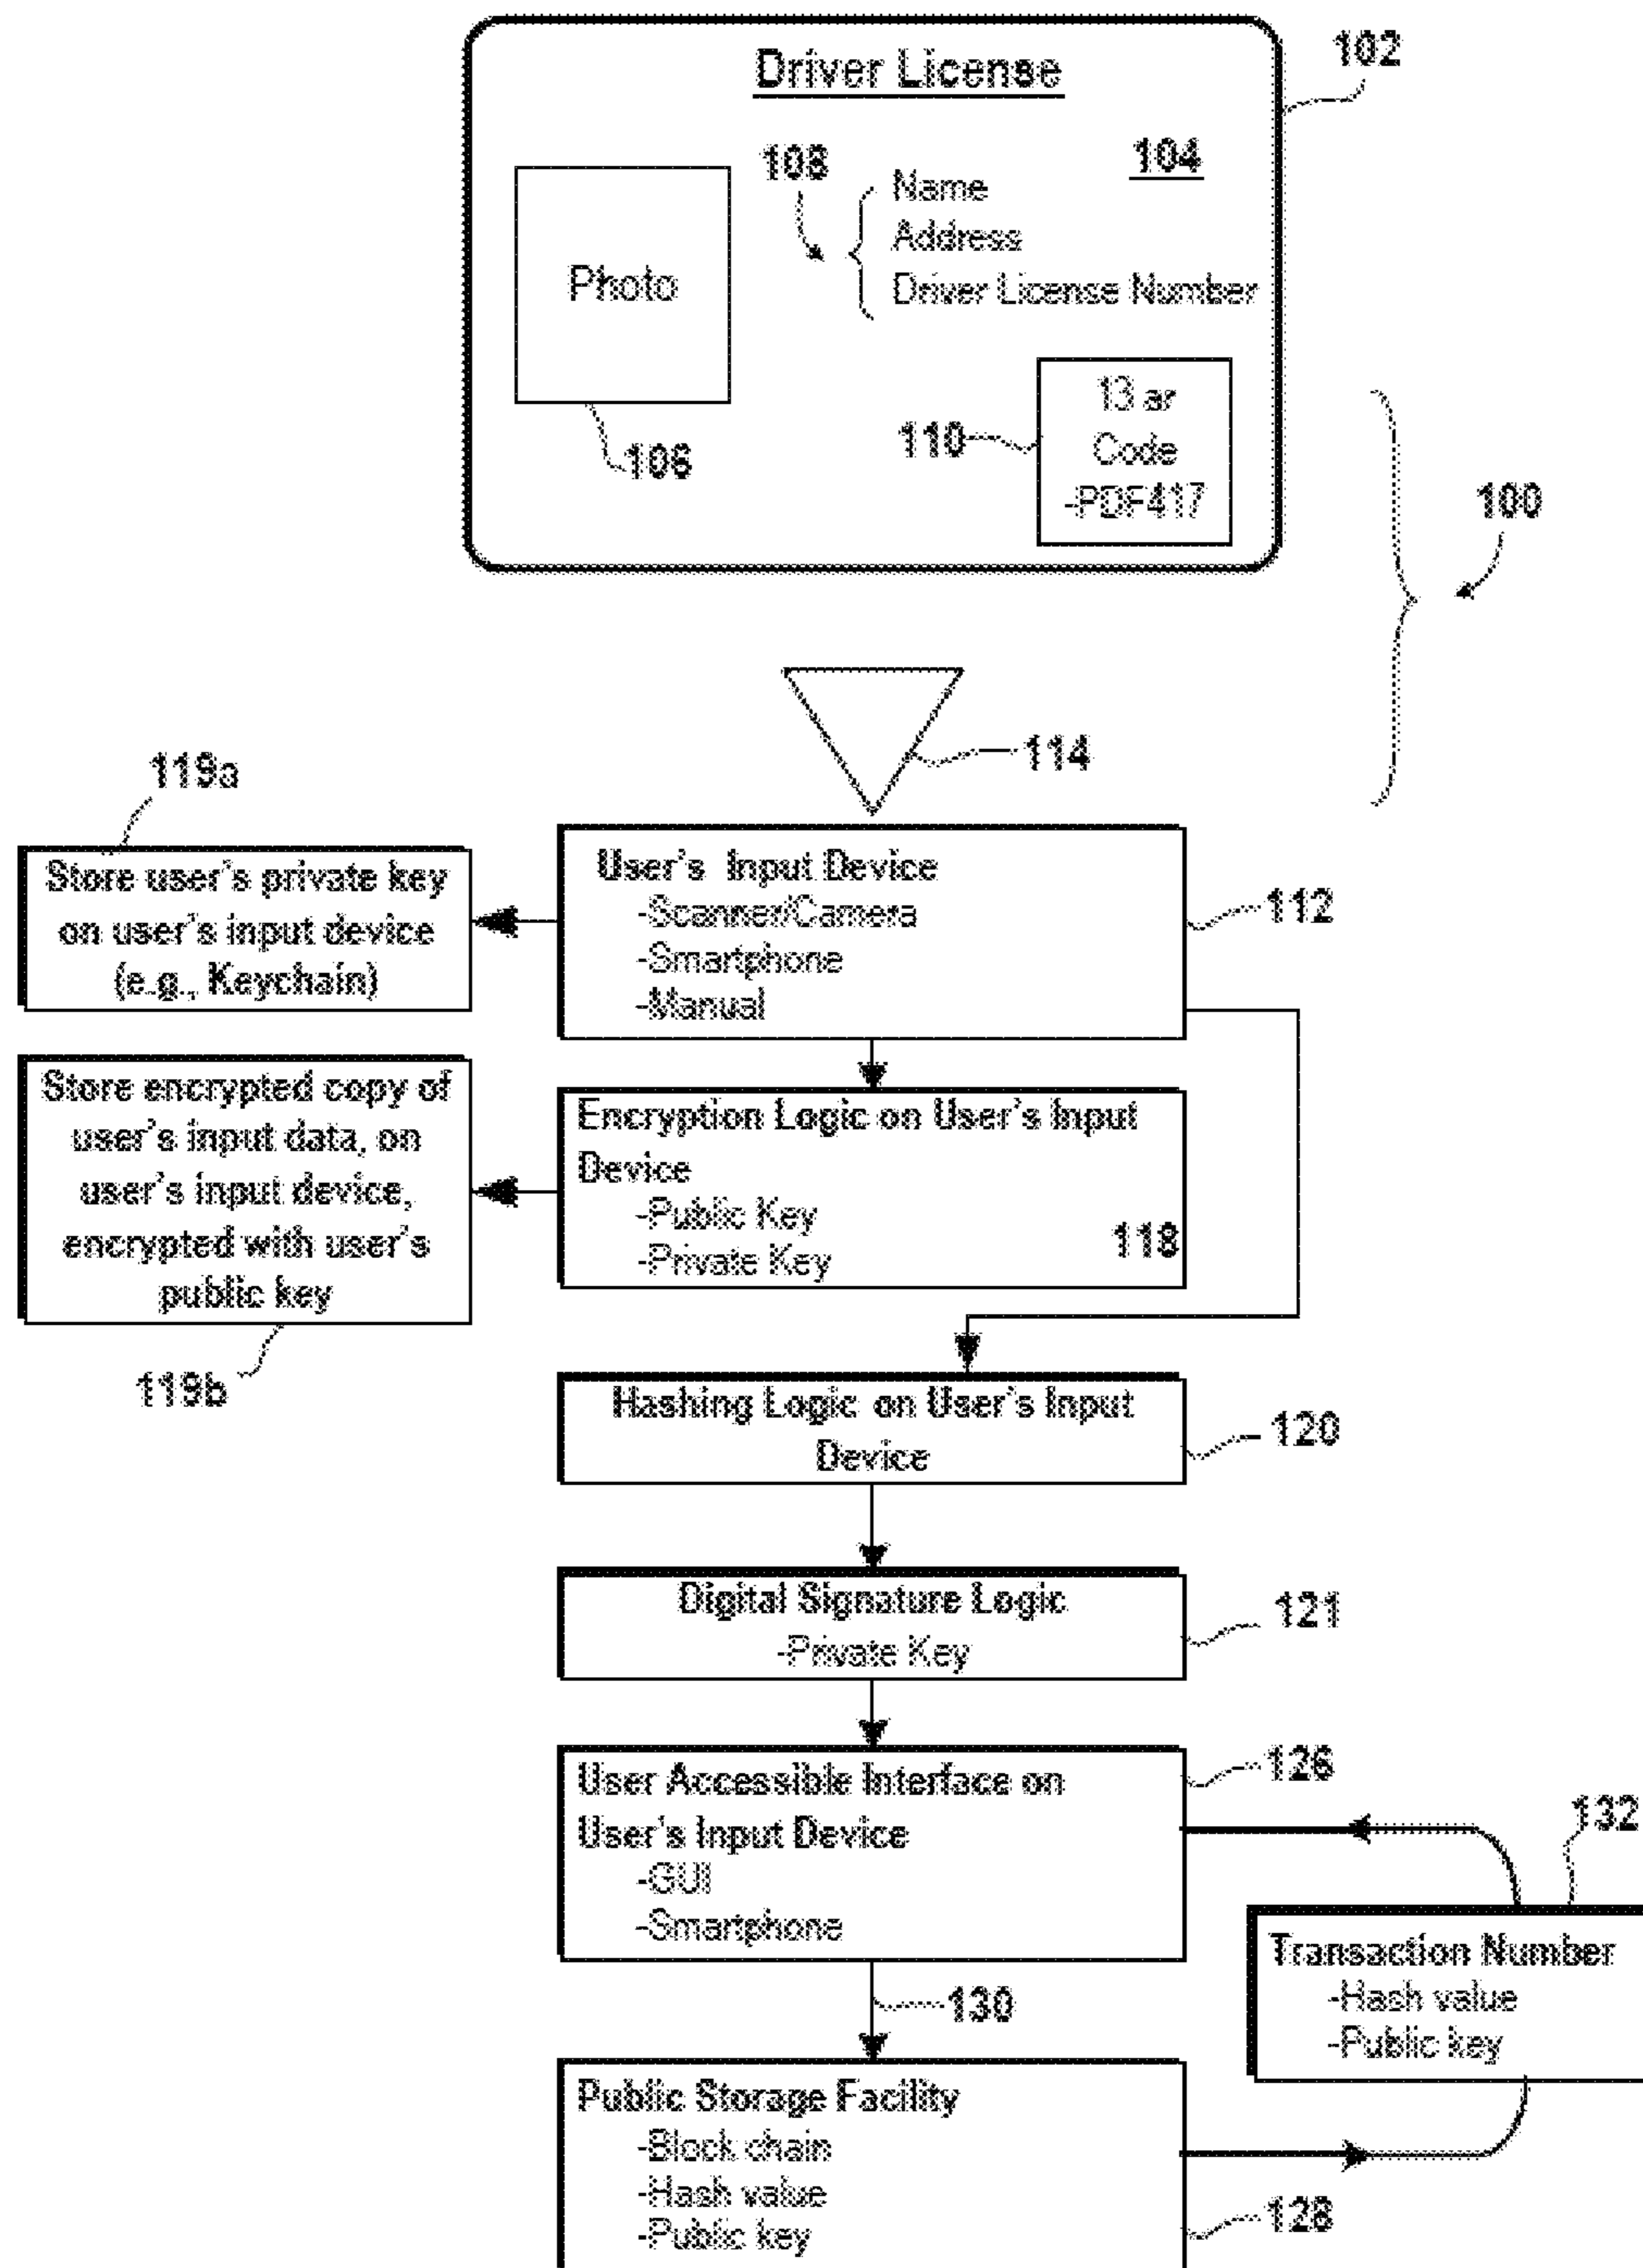 Driver License
102
104
108
Name
Address
Driver License Number
Photo
106
13 ar
Code
-PDF417
110
100
114
119a
Store user's private key
on user's input device
(e.g., Keychain)
User's Input Device
-Scanner/Camera
-Smartphone
-Manual
112
Store encrypted copy of
user's input data, on
user's input device,
encrypted with user's
public key
119b
Encryption Logic on User's Input
Device
-Public Key
-Private Key
118
Hashing Logic on User's Input
Device
120
Digital Signature Logic
-Private Key
121
User Accessible Interface on
User's Input Device
-GUI
-Smartphone
126
132
Transaction Number
-Hash value
-Public key
130
Public Storage Facility
-Block chain
-Hash value
-Public key
128